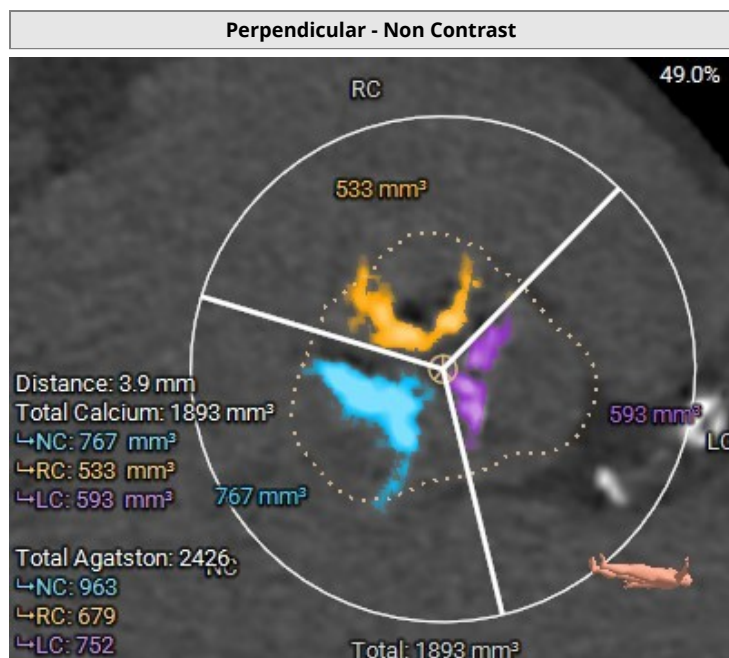 Perpendicular - Non Contrast
49.0%
RC
533 mm³
Distance: 3.9 mm
Total Calcium: 1893 mm³
↳NC: 767 mm³
↳RC: 533 mm³
↳LC: 593 mm³
593 mm³
LC
767 mm³
Total Agatston: 2426
NC
↳NC: 963
↳RC: 679
↳LC: 752
Total: 1893 mm³